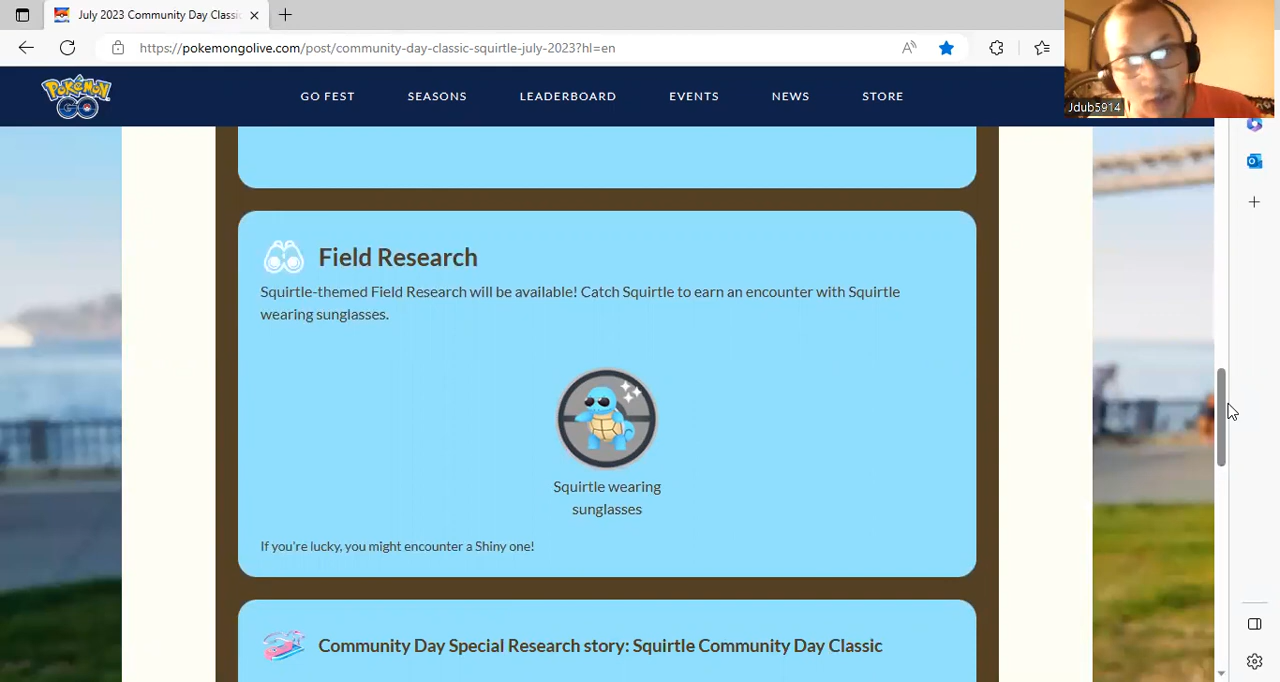 July 2023 Community Day Classic
https://pokemongolive.com/post/community-day-classic-squirtle-july-2023?hl=en
POKÉMON GO
GO FEST
SEASONS
LEADERBOARD
EVENTS
NEWS
STORE
Jdub5914
Field Research
Squirtle-themed Field Research will be available! Catch Squirtle to earn an encounter with Squirtle
wearing sunglasses.
Squirtle wearing
sunglasses
If you're lucky, you might encounter a Shiny one!
Community Day Special Research story: Squirtle Community Day Classic